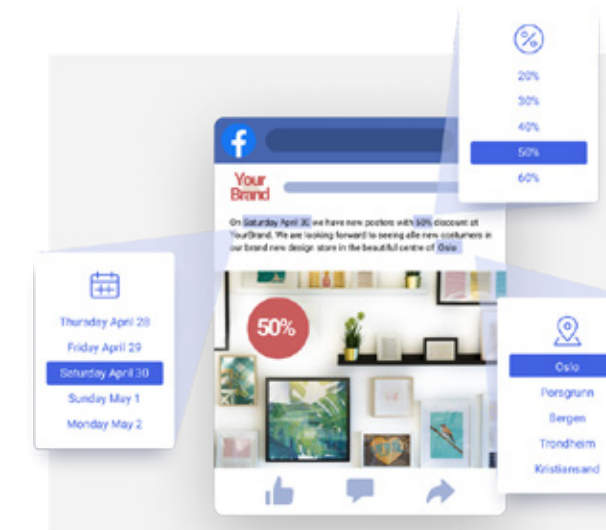 20%
30%
40%
50%
60%
Your
Brand
On Saturday April 30 we have new posters with 50% discount at
YourBrand. We are looking forward to seeing alle new costumers in
our brand new design store in the beautiful centre of Oslo
50%
Thursday April 28
Friday April 29
Saturday April 30
Sunday May 1
Monday May 2
Oslo
Porsgrunn
Bergen
Trondheim
Kristiansand